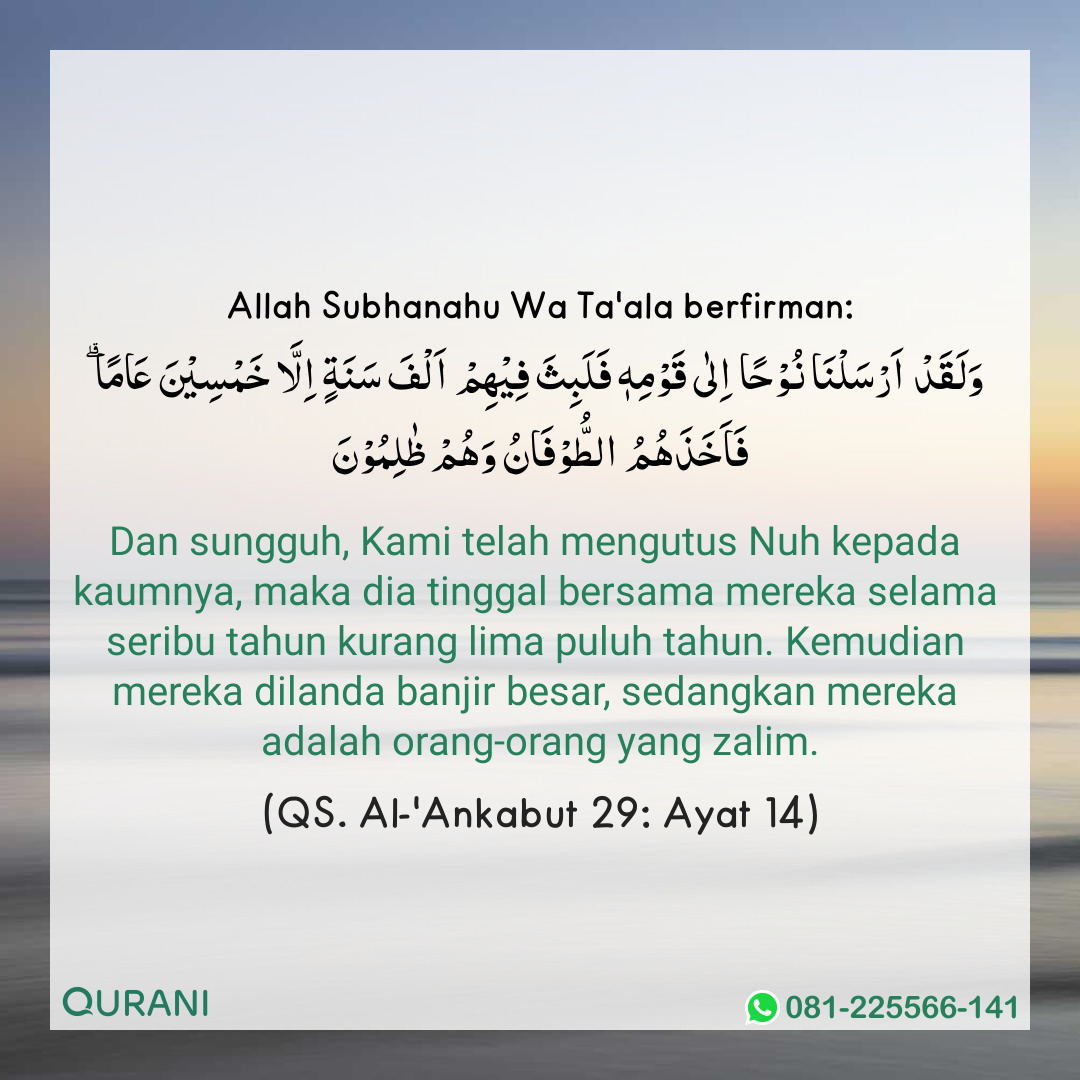 Allah Subhanahu Wa Ta'ala berfirman:
وَلَقَدْ اَرْسَلْنَا نُوْحًا اِلٰى قَوْمِهٖ فَلَبِثَ فِيْهِمْ اَلْفَ سَنَةٍ اِلَّا خَمْسِيْنَ عَامًا ۗ
فَاَخَذَهُمُ الطُّوْفَانُ وَهُمْ ظٰلِمُوْنَ
Dan sungguh, Kami telah mengutus Nuh kepada
kaumnya, maka dia tinggal bersama mereka selama
seribu tahun kurang lima puluh tahun. Kemudian
mereka dilanda banjir besar, sedangkan mereka
adalah orang-orang yang zalim.
(QS. Al-'Ankabut 29: Ayat 14)
QURANI
081-225566-141